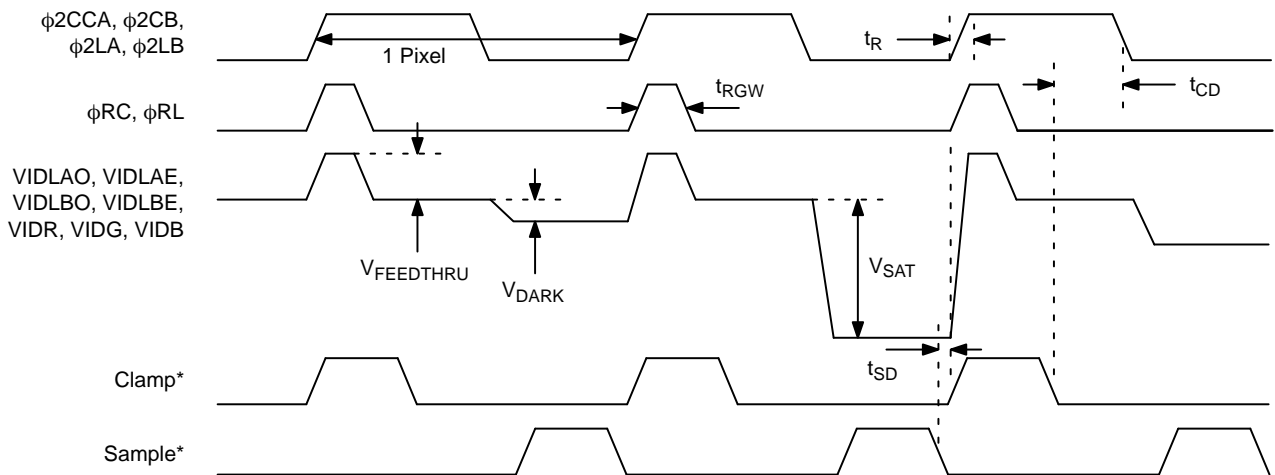 ϕ2CCA, ϕ2CB,
ϕ2LA, ϕ2LB
1 Pixel
tR
tCD
ϕRC, ϕRL
tRGW
VIDLAO, VIDLAE,
VIDLBO, VIDLBE,
VIDR, VIDG, VIDB
VFEEDTHRU
VDARK
VSAT
tSD
Clamp*
Sample*